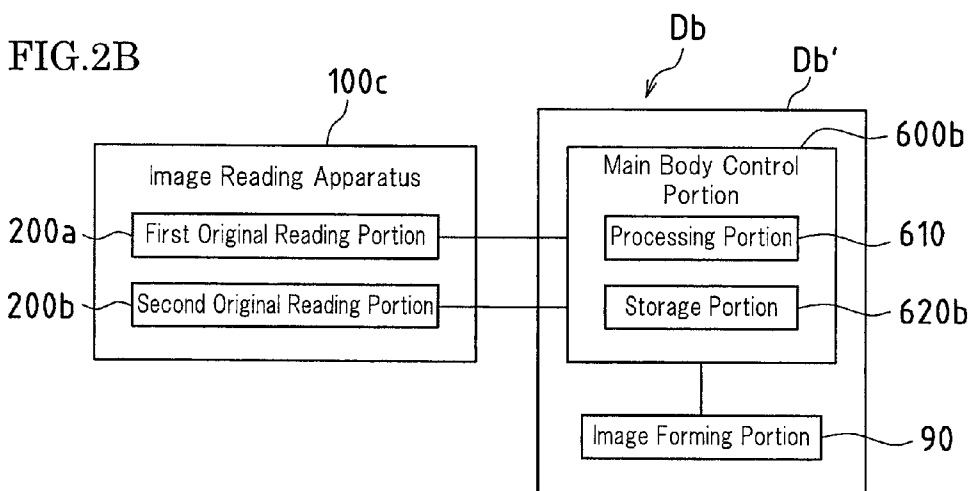 FIG.2B
Db
Db'
100c
600b
Image Reading Apparatus
Main Body Control
Portion
200a
First Original Reading Portion
Processing Portion
610
200b
Second Original Reading Portion
Storage Portion
620b
Image Forming Portion
90